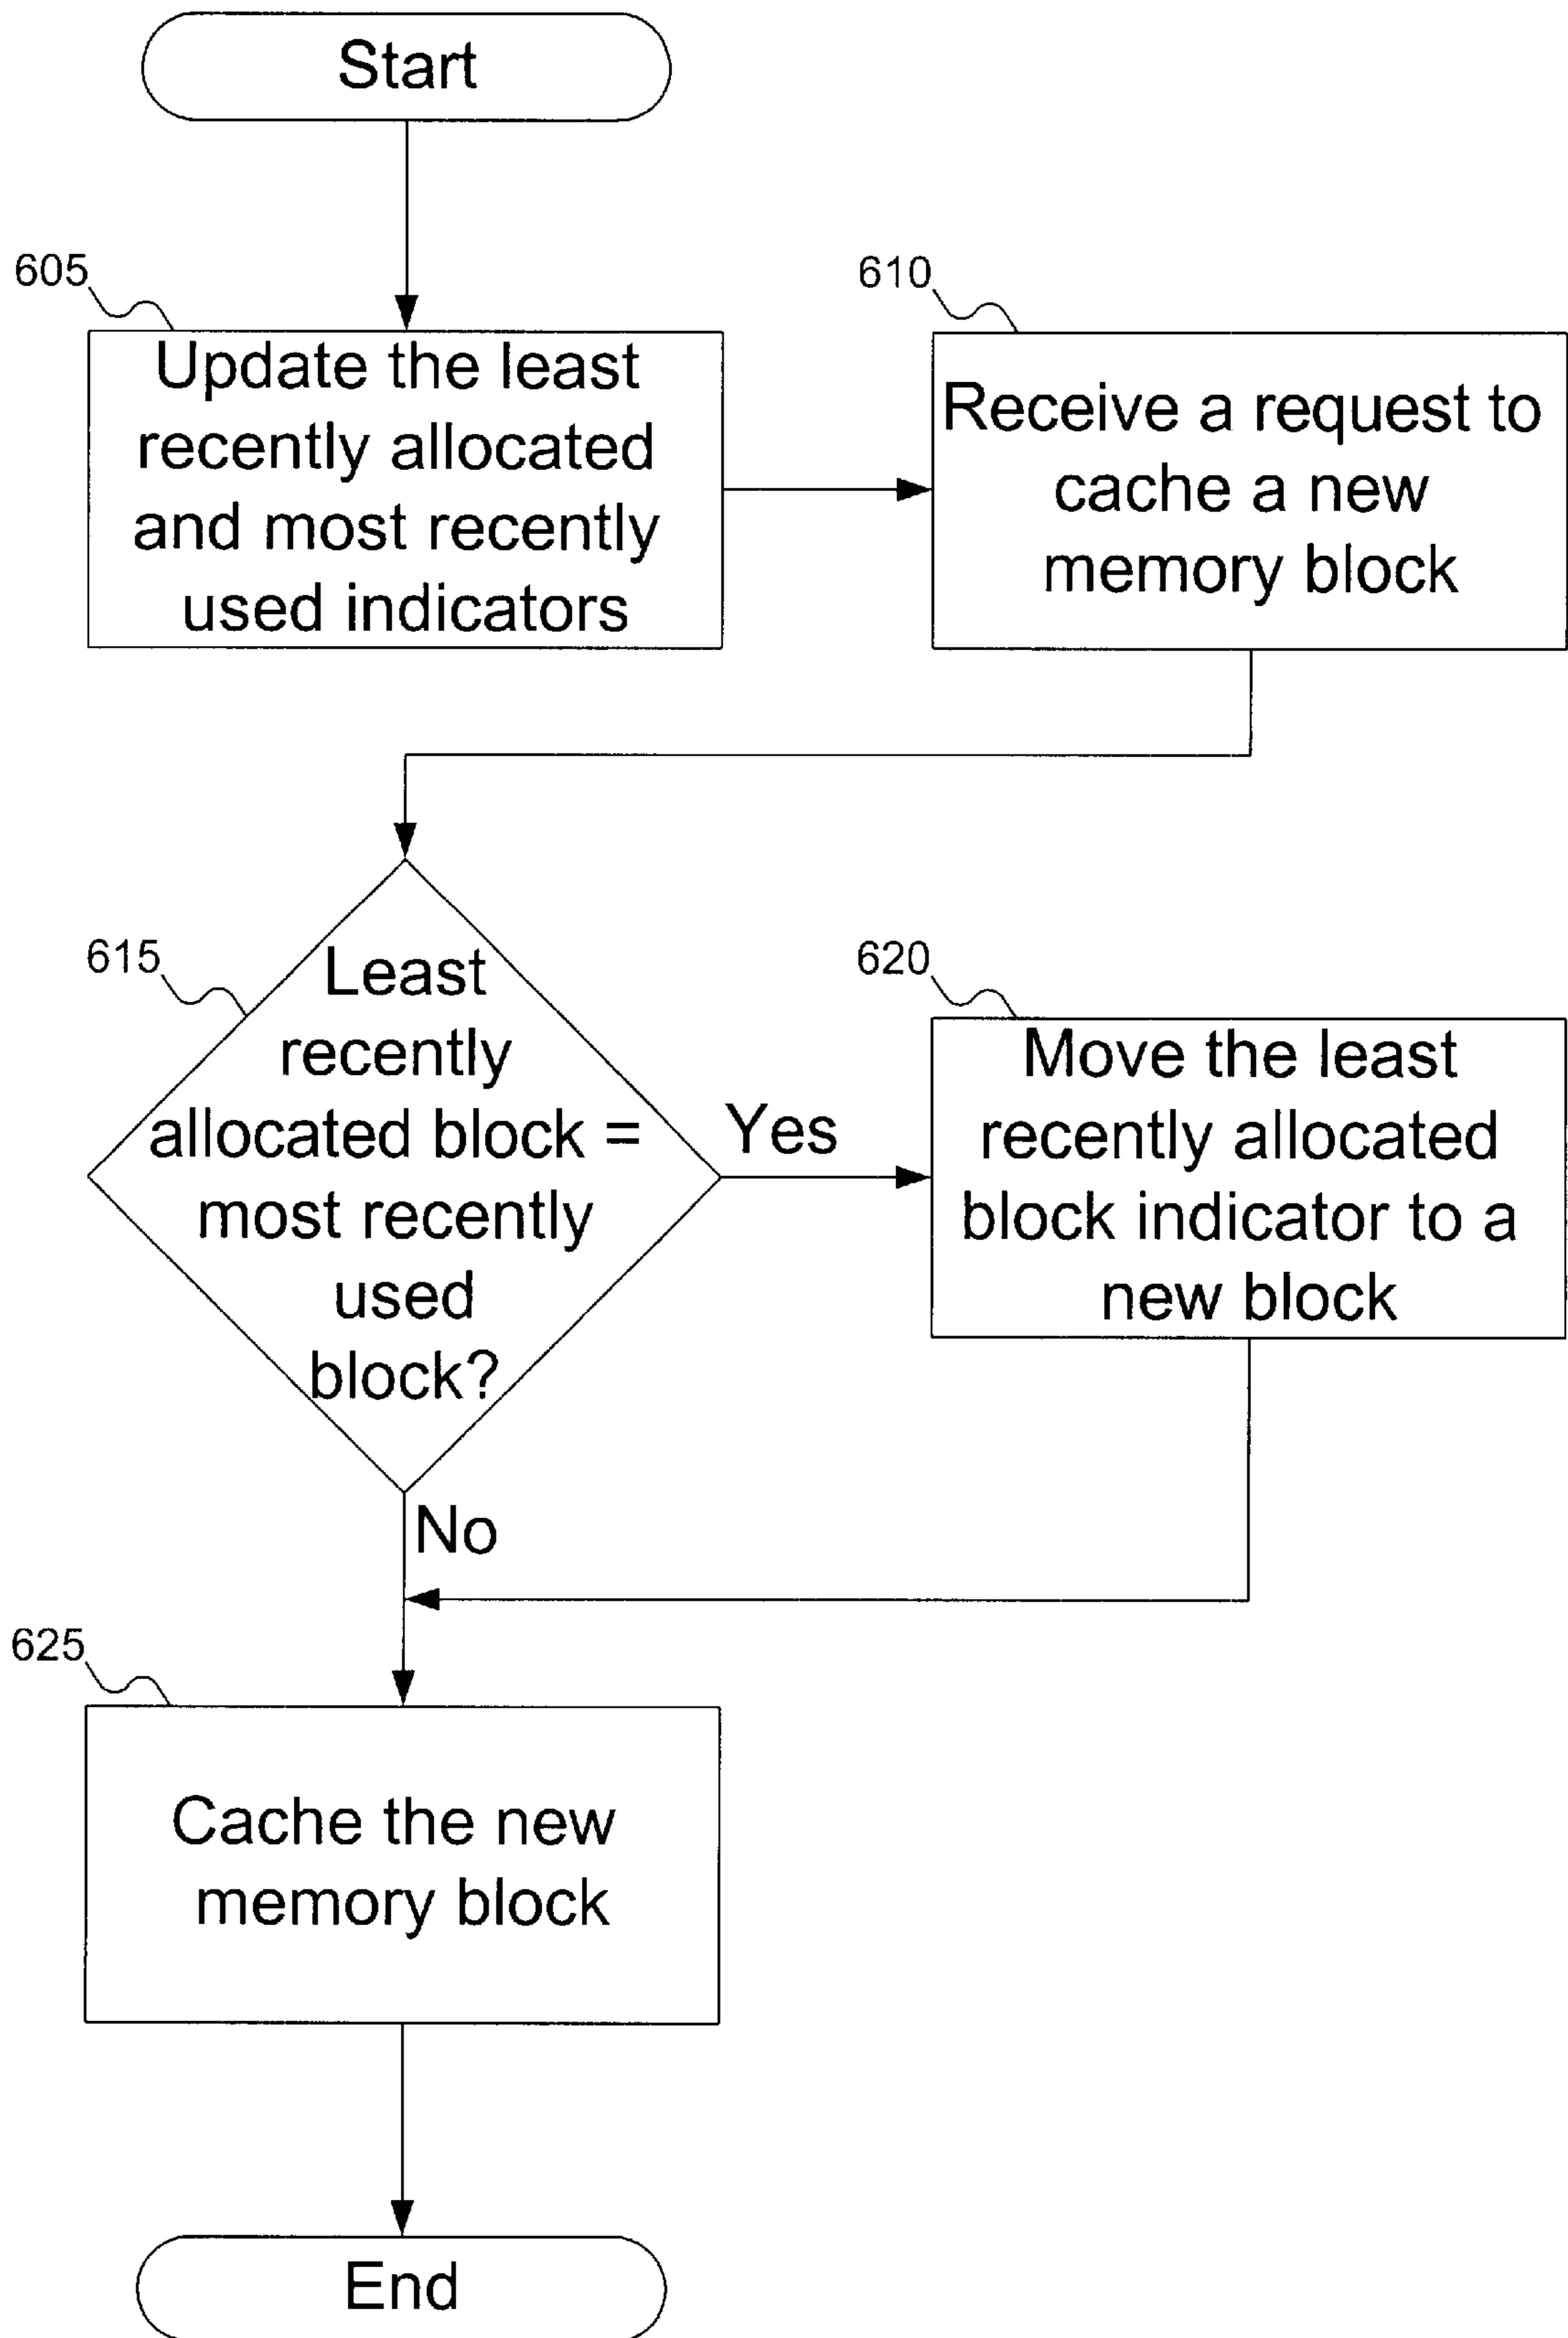 Start
605
Update the least
recently allocated
and most recently
used indicators
610
Receive a request to
cache a new
memory block
615
Least
recently
allocated block =
most recently
used
block?
Yes
620
Move the least
recently allocated
block indicator to a
new block
No
625
Cache the new
memory block
End